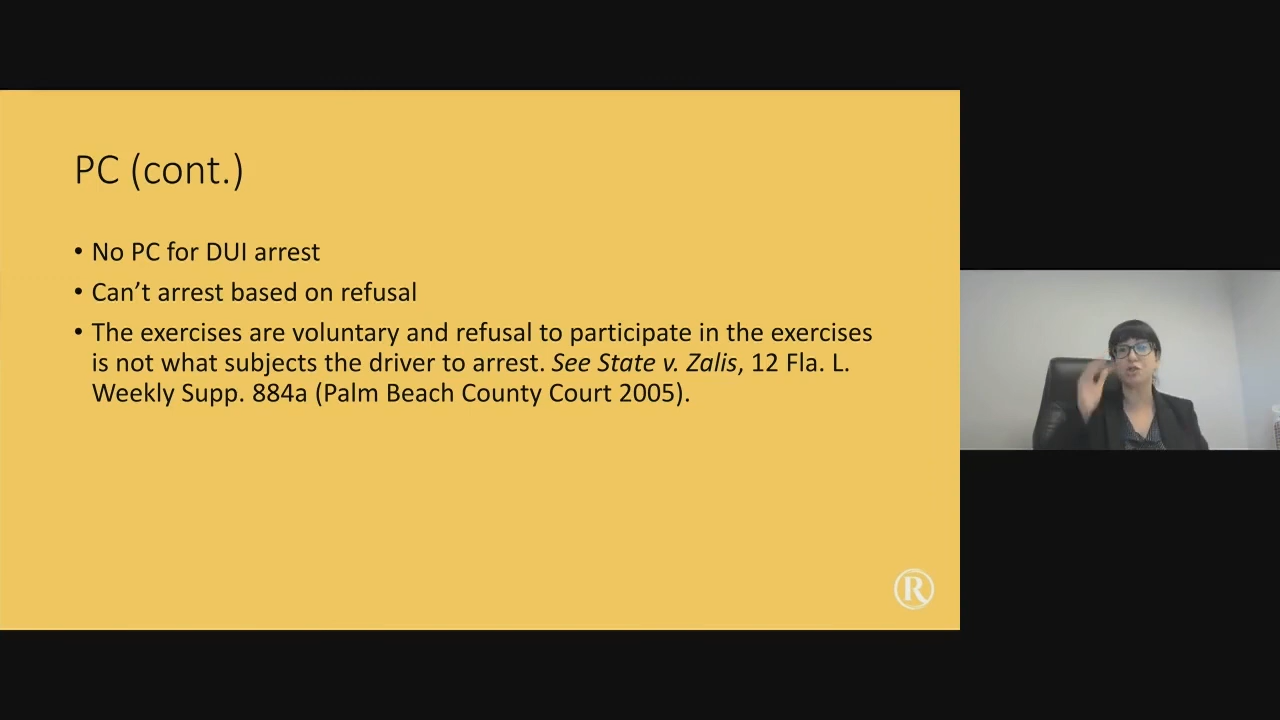 PC (cont.)
• No PC for DUI arrest
• Can’t arrest based on refusal
• The exercises are voluntary and refusal to participate in the exercises
is not what subjects the driver to arrest. See State v. Zalis, 12 Fla. L.
Weekly Supp. 884a (Palm Beach County Court 2005).
R